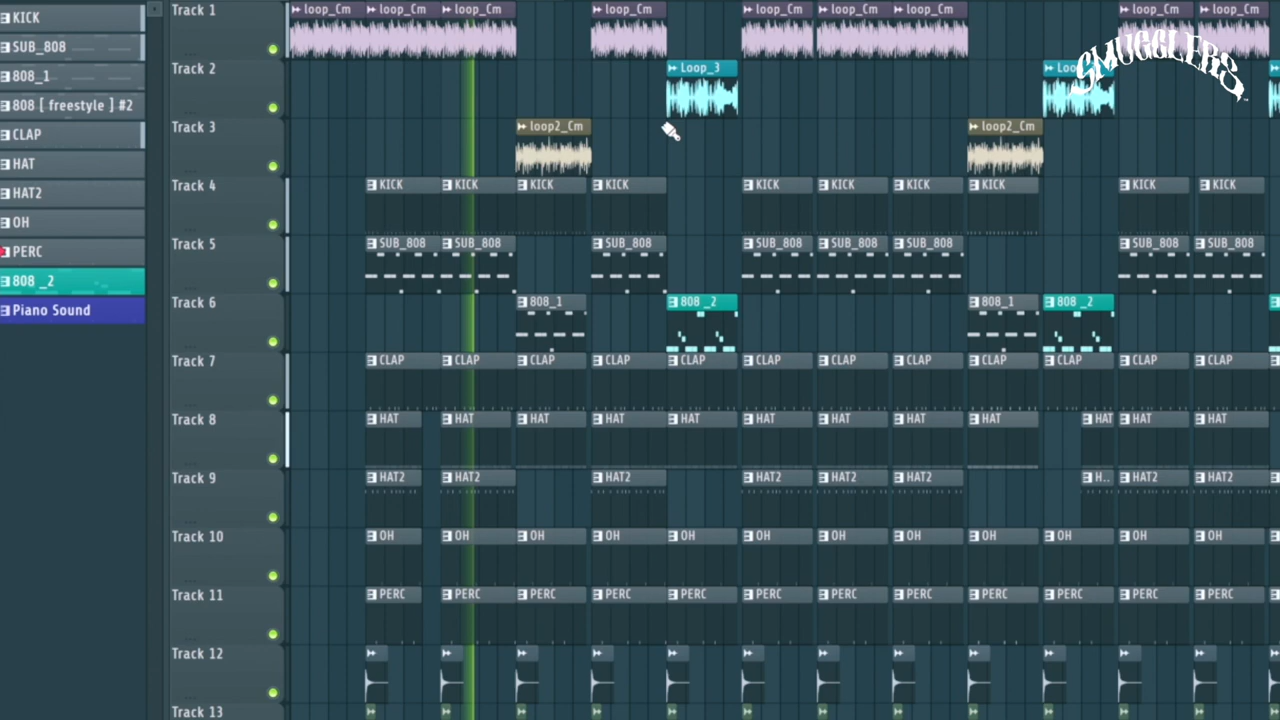 KICK
SUB_808
808_1
808 [ freestyle ] #2
CLAP
HAT
HAT2
OH
PERC
808 _2
Piano Sound
Track 1
loop_Cm loop_Cm loop_Cm loop_Cm loop_Cm loop_Cm loop_Cm loop_Cm loop_Cm
SMUGGLERS
Track 2
Loop_3
Track 3
loop2_Cm loop2_Cm
Track 4
KICK KICK KICK KICK KICK KICK KICK KICK KICK KICK
Track 5
SUB_808 SUB_808 SUB_808 SUB_808 SUB_808 SUB_808 SUB_808 SUB_808
Track 6
808_1 808 _2 808_1 808 _2
Track 7
CLAP CLAP CLAP CLAP CLAP CLAP CLAP CLAP CLAP CLAP CLAP CLAP
Track 8
HAT HAT HAT HAT HAT HAT HAT HAT HAT HAT HAT HAT
Track 9
HAT2 HAT2 HAT2 HAT2 HAT2 HAT2 H.. HAT2 HAT2
Track 10
OH OH OH OH OH OH OH OH OH OH OH OH
Track 11
PERC PERC PERC PERC PERC PERC PERC PERC PERC PERC PERC PERC
Track 12
Track 13